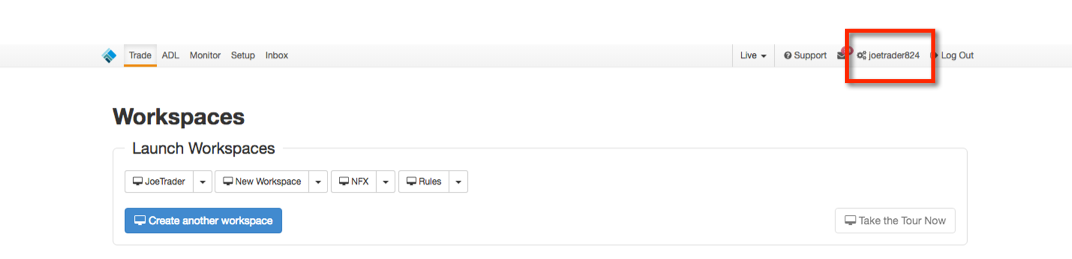 Trade ADL Monitor Setup Inbox Live Support joetrader824 Log Out
Workspaces
Launch Workspaces
JoeTrader New Workspace NFX Rules
Create another workspace Take the Tour Now